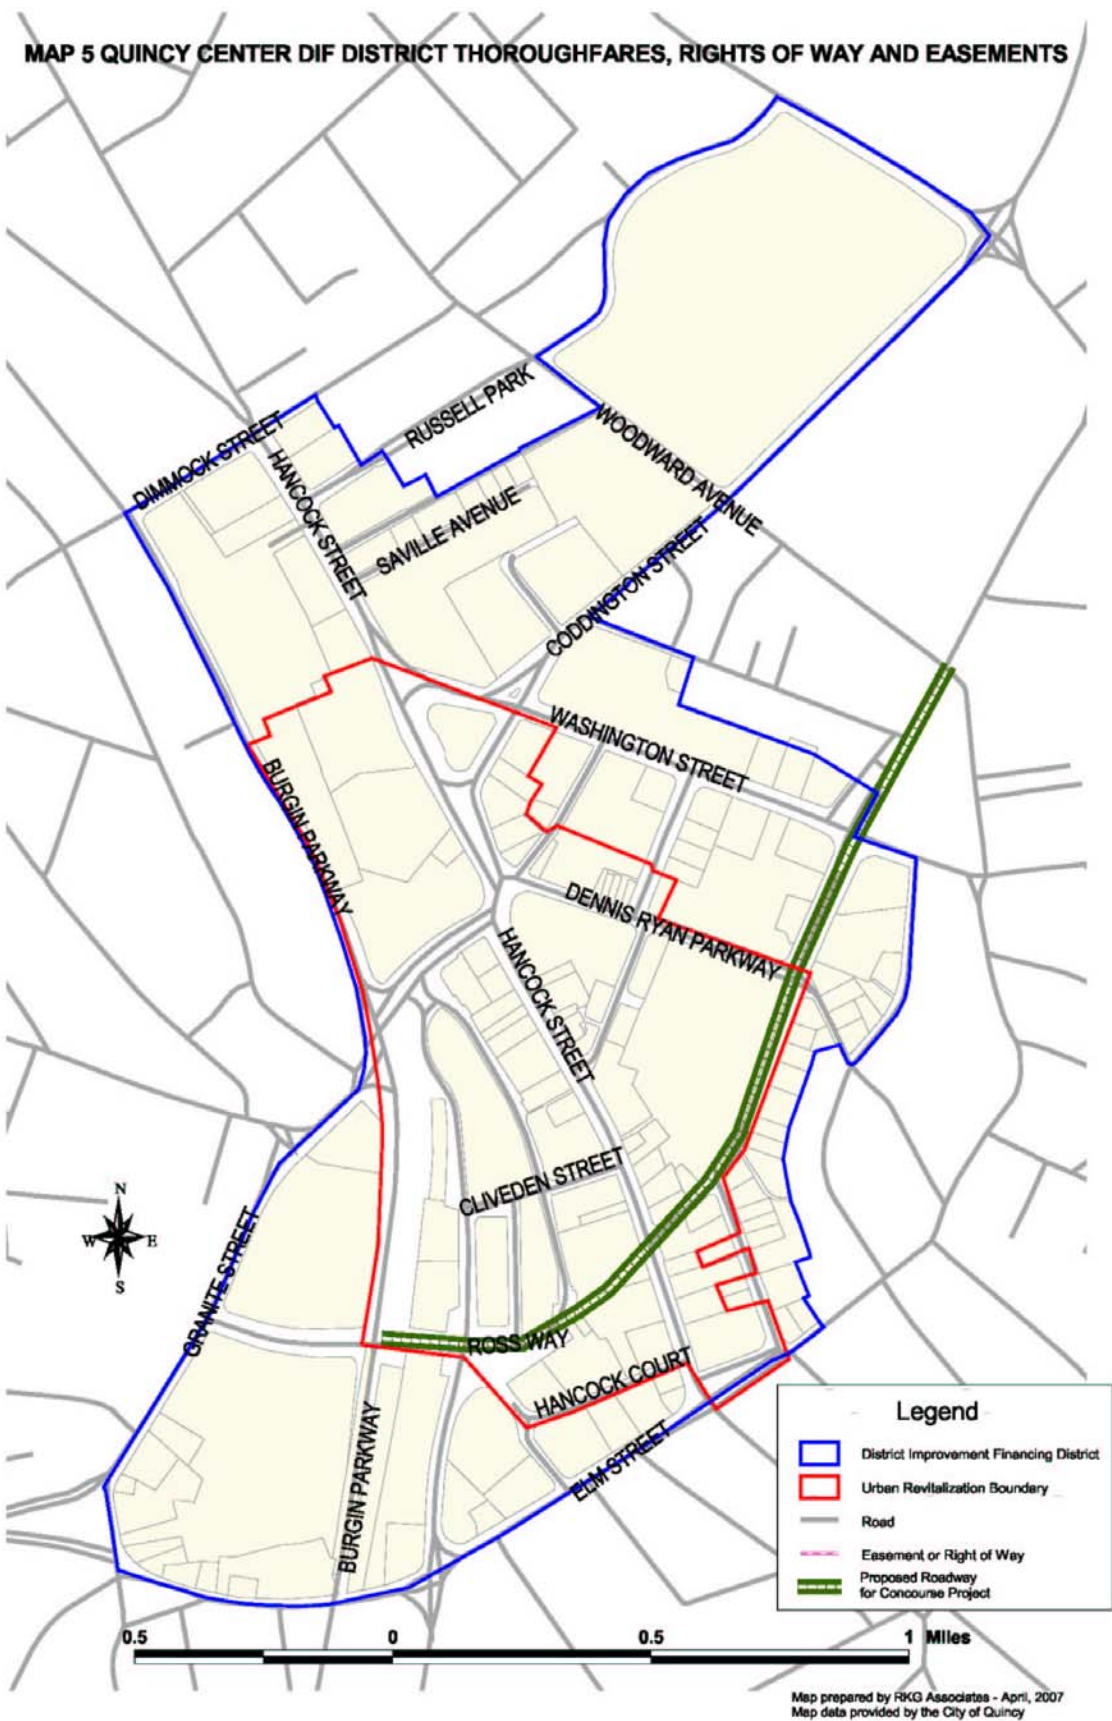 MAP 5 QUINCY CENTER DIF DISTRICT THOROUGHFARES, RIGHTS OF WAY AND EASEMENTS
RUSSELL PARK
DIMMOCK STREET
HANCOCK STREET
WOODWARD AVENUE
SAVILLE AVENUE
CODDINGTON STREET
WASHINGTON STREET
BURGIN PARKWAY
DENNIS RYAN PARKWAY
HANCOCK STREET
CLIVEDEN STREET
N
W E
S
GRANITE STREET
ROSS WAY
HANCOCK COURT
BURGIN PARKWAY
ELM STREET
Legend
District Improvement Financing District
Urban Revitalization Boundary
Road
Easement or Right of Way
Proposed Roadway
for Concourse Project
0.5 0 0.5 1 Miles
Map prepared by RKG Associates - April, 2007
Map data provided by the City of Quincy